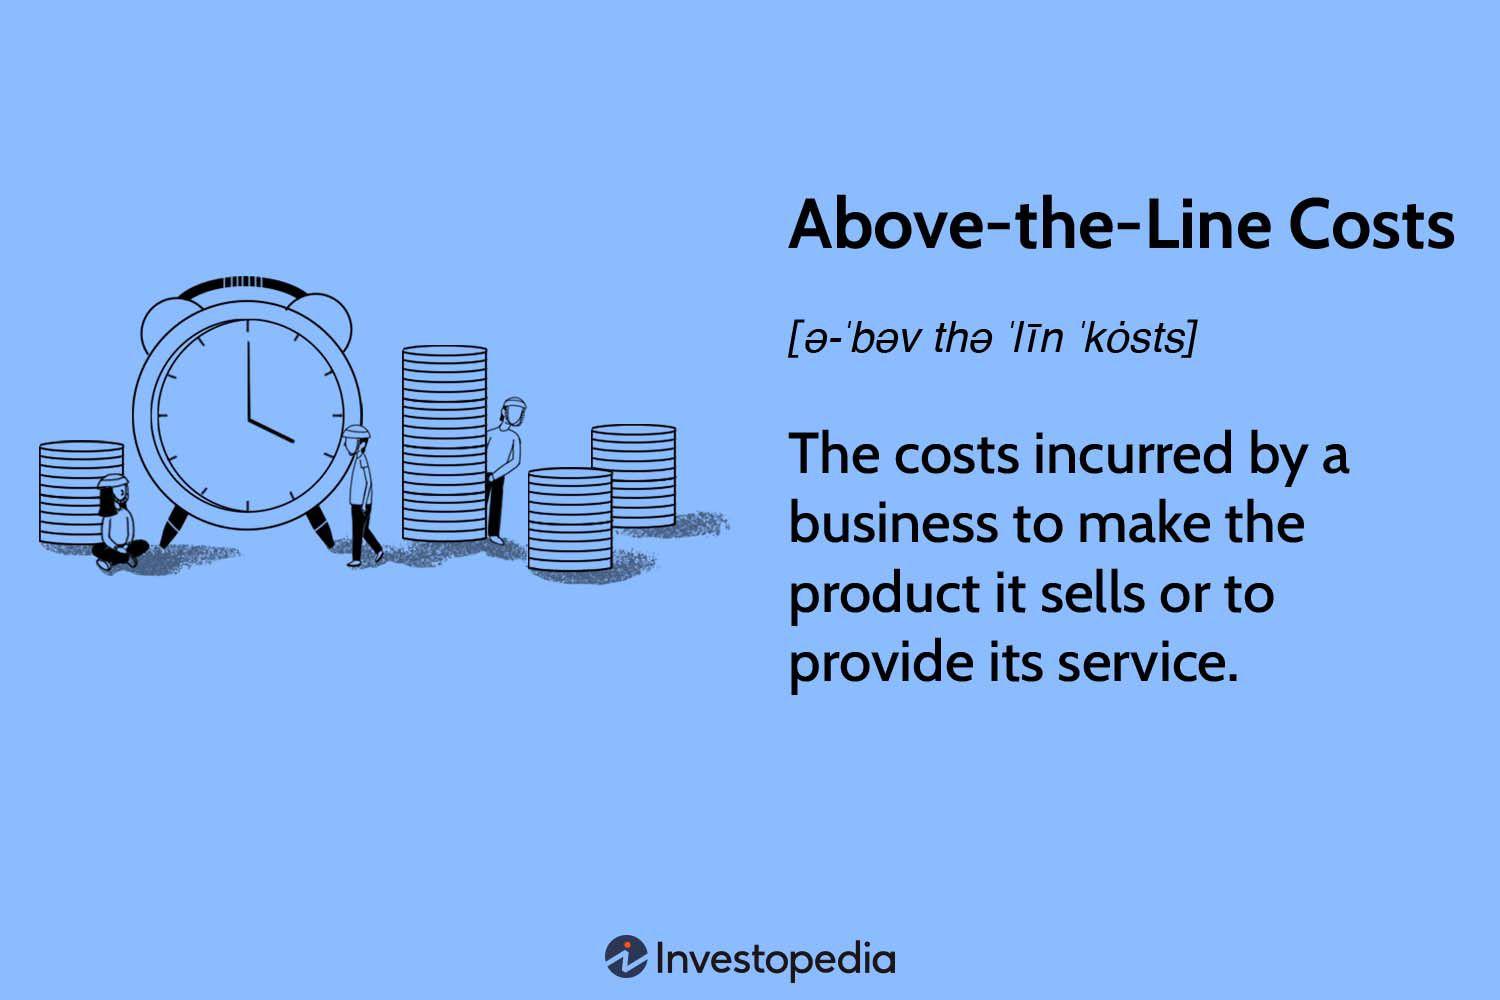 Above-the-Line Costs
[ə-ˈbəv thə ˈlīn ˈkȯsts]
The costs incurred by a
business to make the
product it sells or to
provide its service.
Investopedia